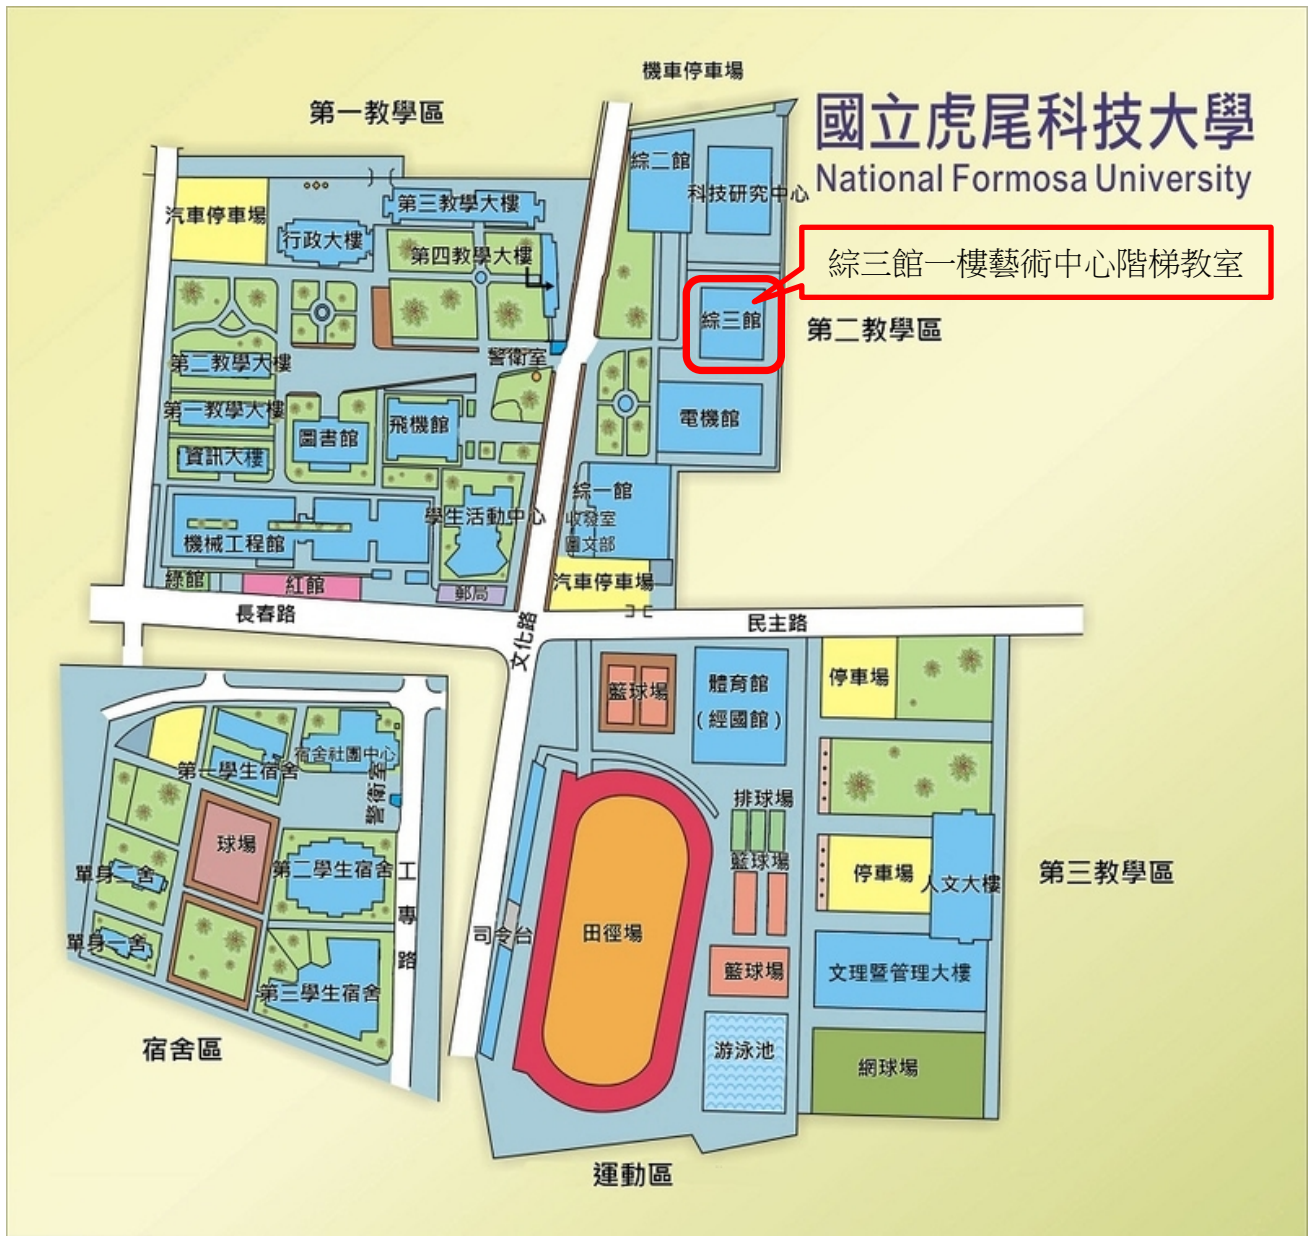 機車停車場
第一教學區
國立虎尾科技大學
National Formosa University
綜二館
科技研究中心
汽車停車場
第三教學大樓
行政大樓
第四教學大樓
綜三館一樓藝術中心階梯教室
綜三館
第二教學區
警衛室
第二教學大樓
第一教學大樓
圖書館
飛機館
電機館
資訊大樓
綜一館
收發室
圖文部
學生活動中心
機械工程館
綠館
紅館
郵局
汽車停車場
長春路
文化路
民主路
籃球場
體育館
(經國館)
停車場
宿舍社團中心
第一學生宿舍
警衛室
排球場
球場
籃球場
第二學生宿舍
單身二舍
停車場
人文大樓
第三教學區
工專路
單身一舍
司令台
田徑場
籃球場
文理暨管理大樓
第三學生宿舍
宿舍區
游泳池
網球場
運動區